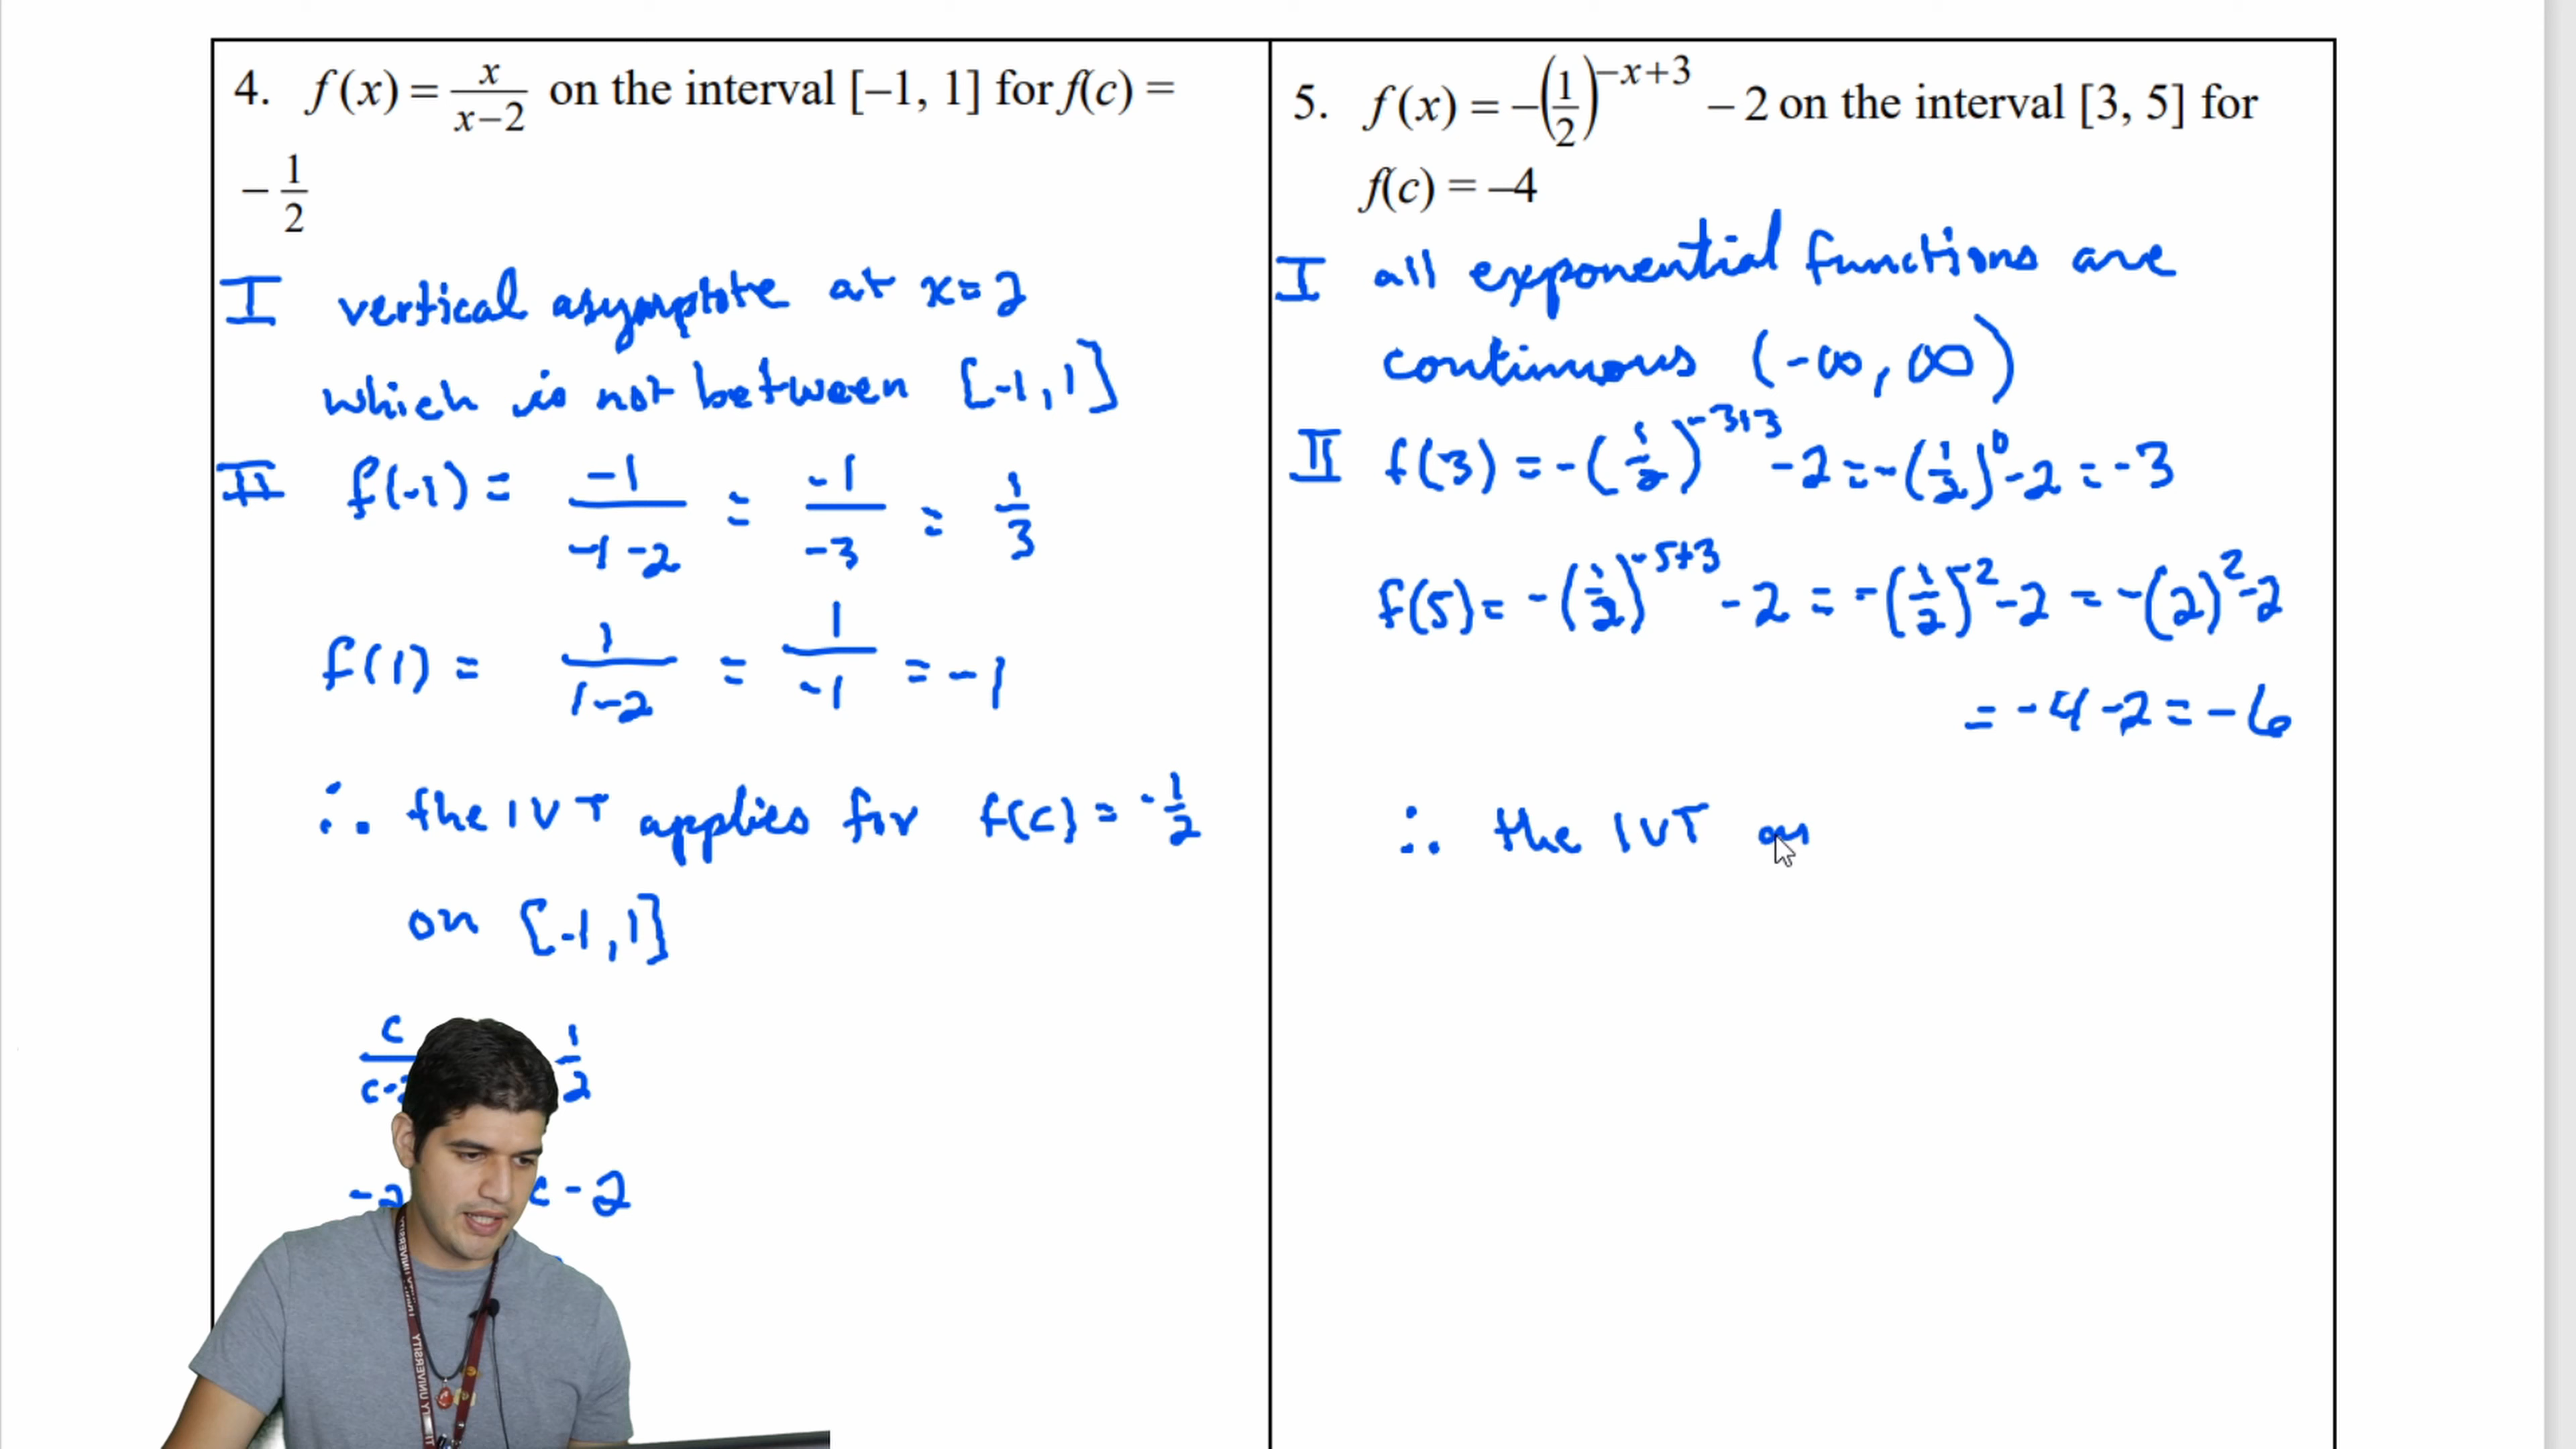 4. f(x) = x/(x–2) on the interval [–1, 1] for f(c) =
– 1/2
I vertical asymptote at x=2
which is not between [-1,1]
II f(-1) = -1/(-1-2) = -1/-3 = 1/3
f(1) = 1/(1-2) = 1/-1 = -1
∴ the IVT applies for f(c) = -1/2
on [-1,1]
c/(c-2 1/2
-2 c-2
5. f(x) = –(1/2)^(–x+3) – 2 on the interval [3, 5] for
f(c) = –4
I all exponential functions are
continuous (-∞, ∞)
II f(3) = -(1/2)^(-3+3) -2 = -(1/2)^0 -2 = -3
f(5) = -(1/2)^(-5+3) -2 = -(1/2)^-2 -2 = -(2)^2 -2
= -4-2 = -6
∴ the IVT